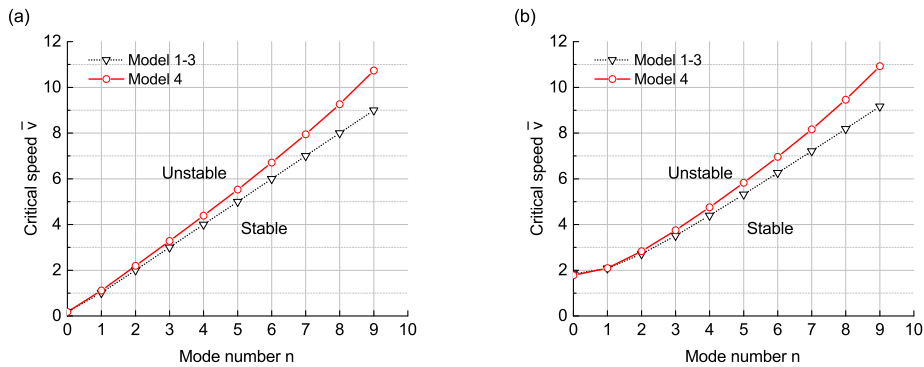 (a)
Critical speed v̄
12
10
8
6
4
2
0
Model 1-3
Model 4
Unstable
Stable
0 1 2 3 4 5 6 7 8 9 10
Mode number n
(b)
Critical speed v̄
12
10
8
6
4
2
0
Model 1-3
Model 4
Unstable
Stable
0 1 2 3 4 5 6 7 8 9 10
Mode number n